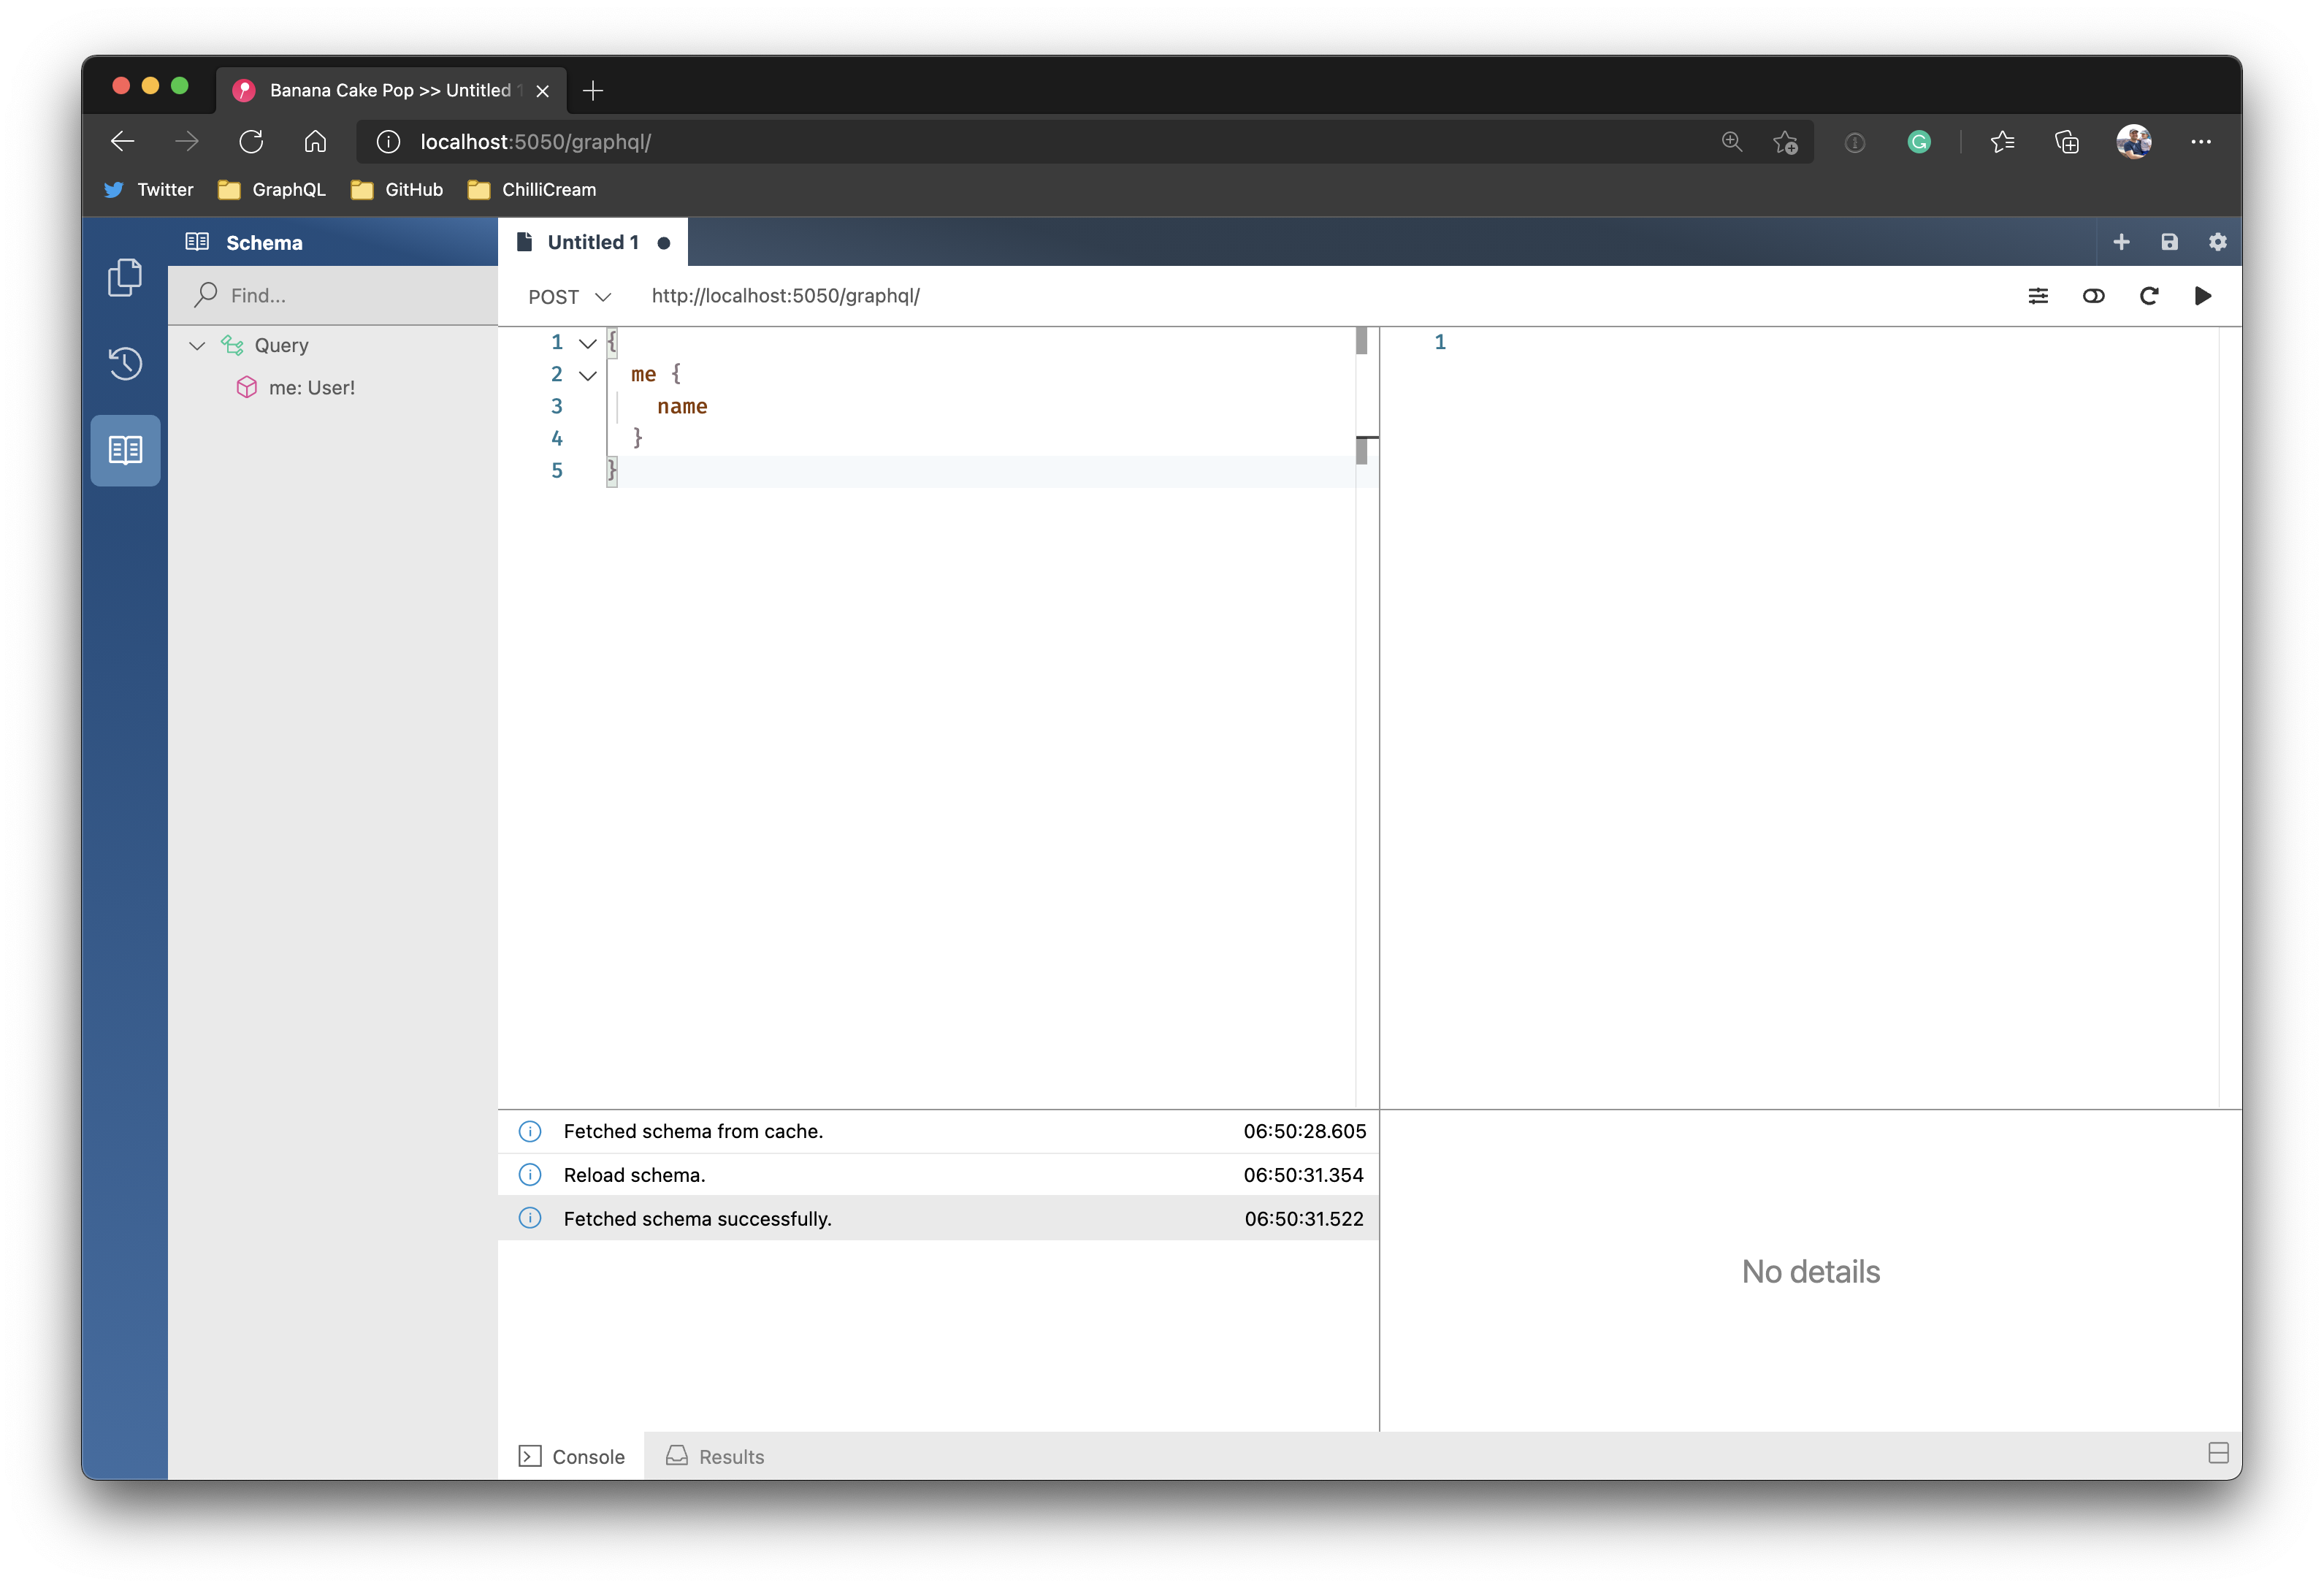 Banana Cake Pop >> Untitled 1
localhost:5050/graphql/
Twitter GraphQL GitHub ChilliCream
Schema
Untitled 1
Find...
POST http://localhost:5050/graphql/
Query
me: User!
1 {
2 me {
3 name
4 }
5 }
1
Fetched schema from cache. 06:50:28.605
Reload schema. 06:50:31.354
Fetched schema successfully. 06:50:31.522
No details
Console Results